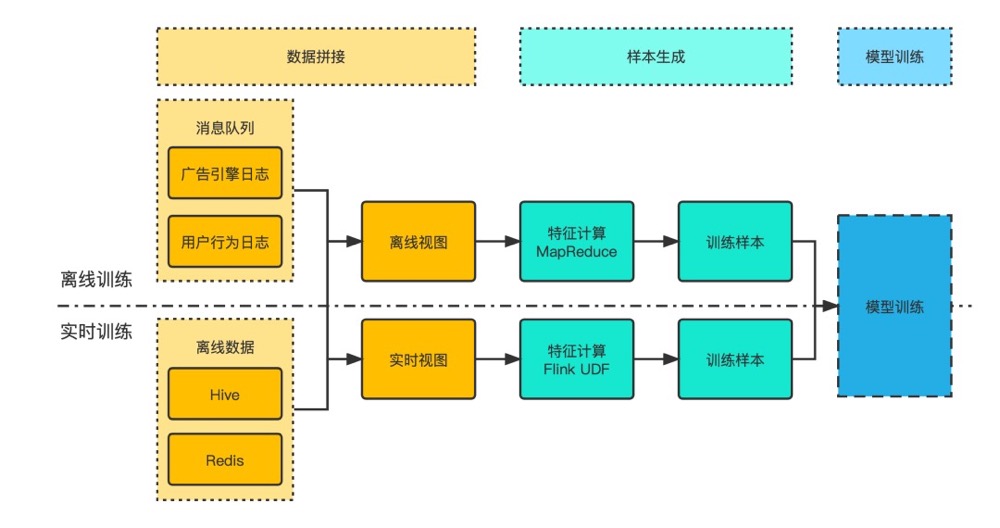 数据拼接
样本生成
模型训练
消息队列
广告引擎日志
用户行为日志
离线视图
特征计算
MapReduce
训练样本
离线训练
模型训练
实时训练
离线数据
Hive
Redis
实时视图
特征计算
Flink UDF
训练样本